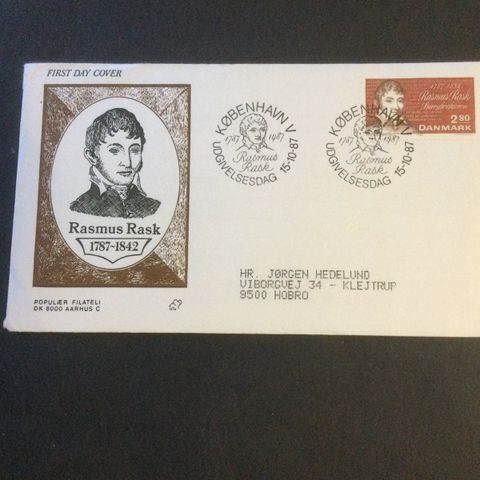 FIRST DAY COVER
Rasmus Rask
1787-1842
POPULÆR FILATELI
DK 8000 AARHUS C
KØBENHAVN V
1787 1987
Rasmus
Rask
UDGIVELSESDAG 15-10-87
KØBENHAVN V
1787 1987
Rasmus
Rask
UDGIVELSESDAG 15-10-87
Rasmus Rask
2 80
DANMARK
HR. JØRGEN HEDELUND
VIBORGVEJ 34 - KLEJTRUP
9500 HOBRO